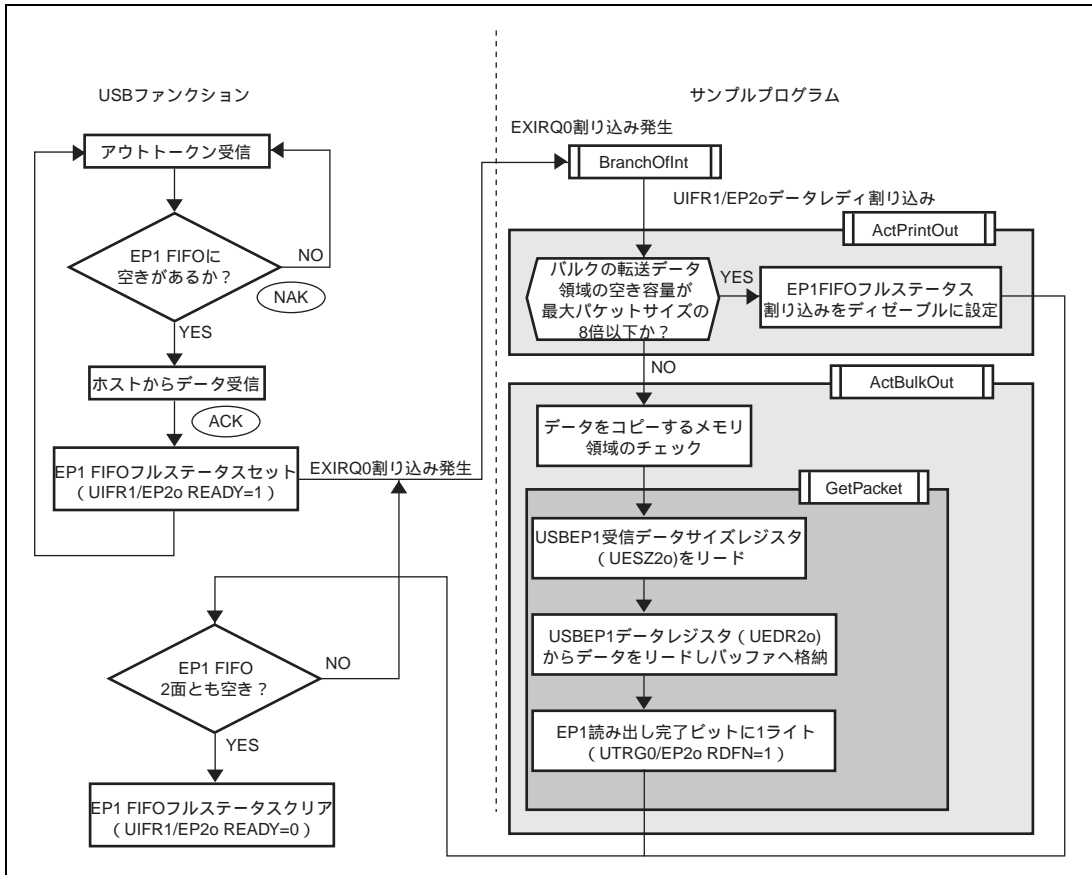 USBファンクション
アウトトークン受信
EP1 FIFOに
空きがあるか？
NO
NAK
YES
ホストからデータ受信
ACK
EP1 FIFOフルステータスセット
（UIFR1/EP2o READY=1）
EXIRQ0割り込み発生
EP1 FIFO
2面とも空き？
NO
YES
EP1 FIFOフルステータスクリア
（UIFR1/EP2o READY=0）
サンプルプログラム
EXIRQ0割り込み発生
BranchOfInt
UIFR1/EP2oデータレディ割り込み
ActPrintOut
バルクの転送データ
領域の空き容量が
最大パケットサイズの
8倍以下か？
YES
EP1FIFOフルステータス
割り込みをディゼーブルに設定
NO
ActBulkOut
データをコピーするメモリ
領域のチェック
GetPacket
USBEP1受信データサイズレジスタ
（UESZ2o)をリード
USBEP1データレジスタ（UEDR2o)
からデータをリードしバッファへ格納
EP1読み出し完了ビットに1ライト
（UTRG0/EP2o RDFN=1）